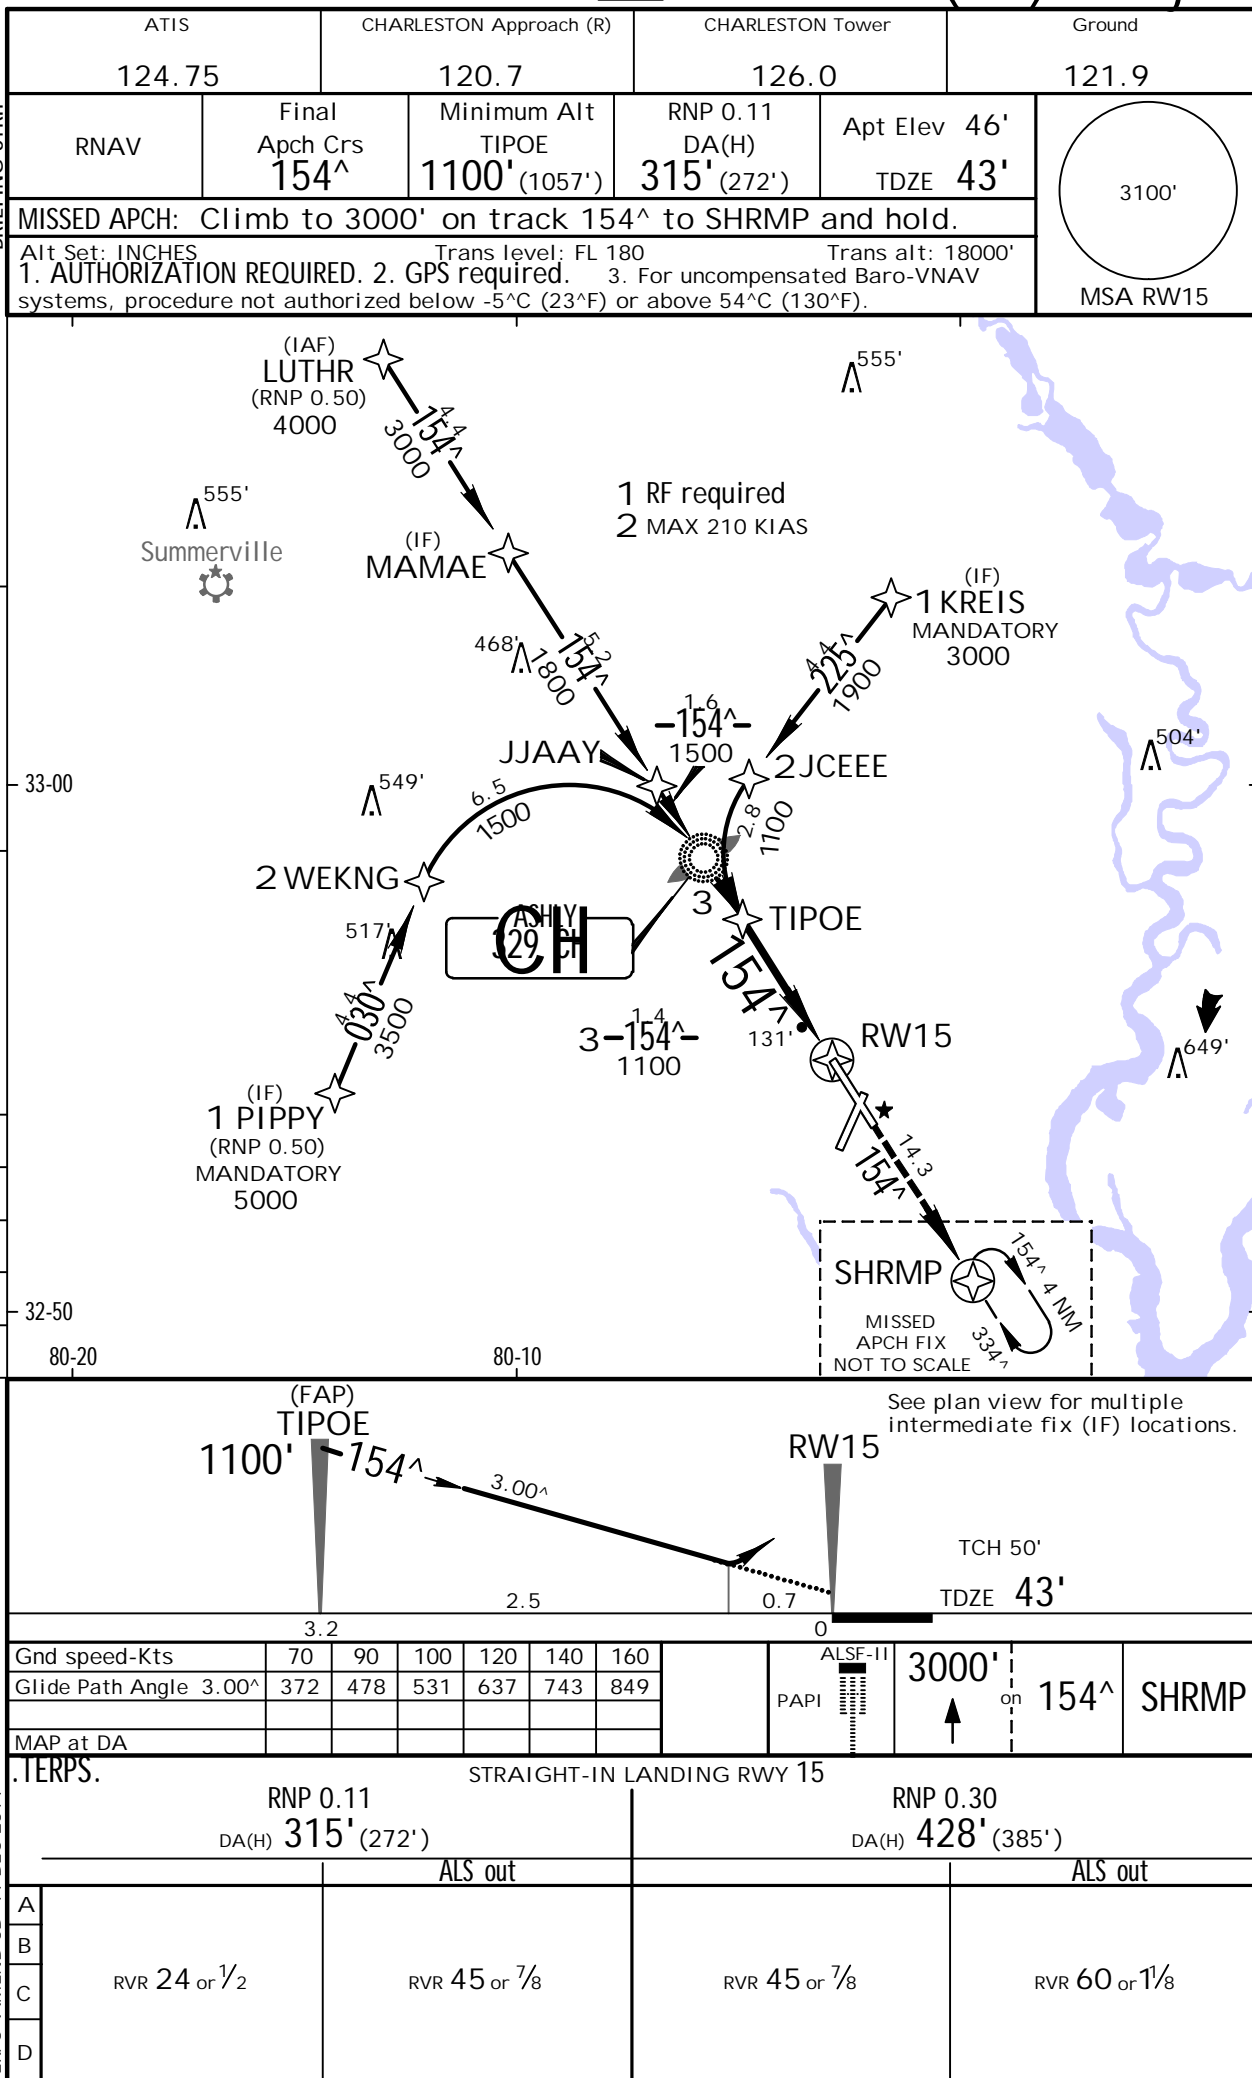 ATIS
124.75
CHARLESTON Approach (R)
120.7
CHARLESTON Tower
126.0
Ground
121.9
RNAV
Final
Apch Crs
154^
Minimum Alt
TIPOE
1100' (1057')
RNP 0.11
DA(H)
315' (272')
Apt Elev 46'
TDZE 43'
3100'
MSA RW15
MISSED APCH: Climb to 3000' on track 154^ to SHRMP and hold.
Alt Set: INCHES Trans level: FL 180 Trans alt: 18000'
1. AUTHORIZATION REQUIRED. 2. GPS required. 3. For uncompensated Baro-VNAV
systems, procedure not authorized below -5^C (23^F) or above 54^C (130^F).
(IAF)
LUTHR
(RNP 0.50)
4000
4.4
154^
3000
555'
555'
Summerville
1 RF required
2 MAX 210 KIAS
(IF)
MAMAE
(IF)
1 KREIS
MANDATORY
3000
468'
5.2
154^
1800
4.4
225^
1900
1.6
154^
1500
JJAAY
2 JCEEE
504'
33-00
549'
6.5
1500
2.8
1100
2 WEKNG
3
TIPOE
517'
ASHLY
329 CH
CH
154^
4.4
030^
3500
1.4
3 154^
1100
131'
RW15
649'
(IF)
1 PIPPY
(RNP 0.50)
MANDATORY
5000
14.3
154^
SHRMP
154^ 4 NM
334^
MISSED
APCH FIX
NOT TO SCALE
32-50
80-20
80-10
(FAP)
TIPOE
1100'
154^
3.00^
RW15
See plan view for multiple
intermediate fix (IF) locations.
TCH 50'
TDZE 43'
2.5
0.7
3.2
0
Gnd speed-Kts 70 90 100 120 140 160
Glide Path Angle 3.00^ 372 478 531 637 743 849
MAP at DA
PAPI
ALSF-II
3000'
on 154^
SHRMP
.TERPS.
STRAIGHT-IN LANDING RWY 15
RNP 0.11
DA(H) 315' (272')
RNP 0.30
DA(H) 428' (385')
ALS out
ALS out
A
B
C
D
RVR 24 or 1/2
RVR 45 or 7/8
RVR 45 or 7/8
RVR 60 or 1 1/8